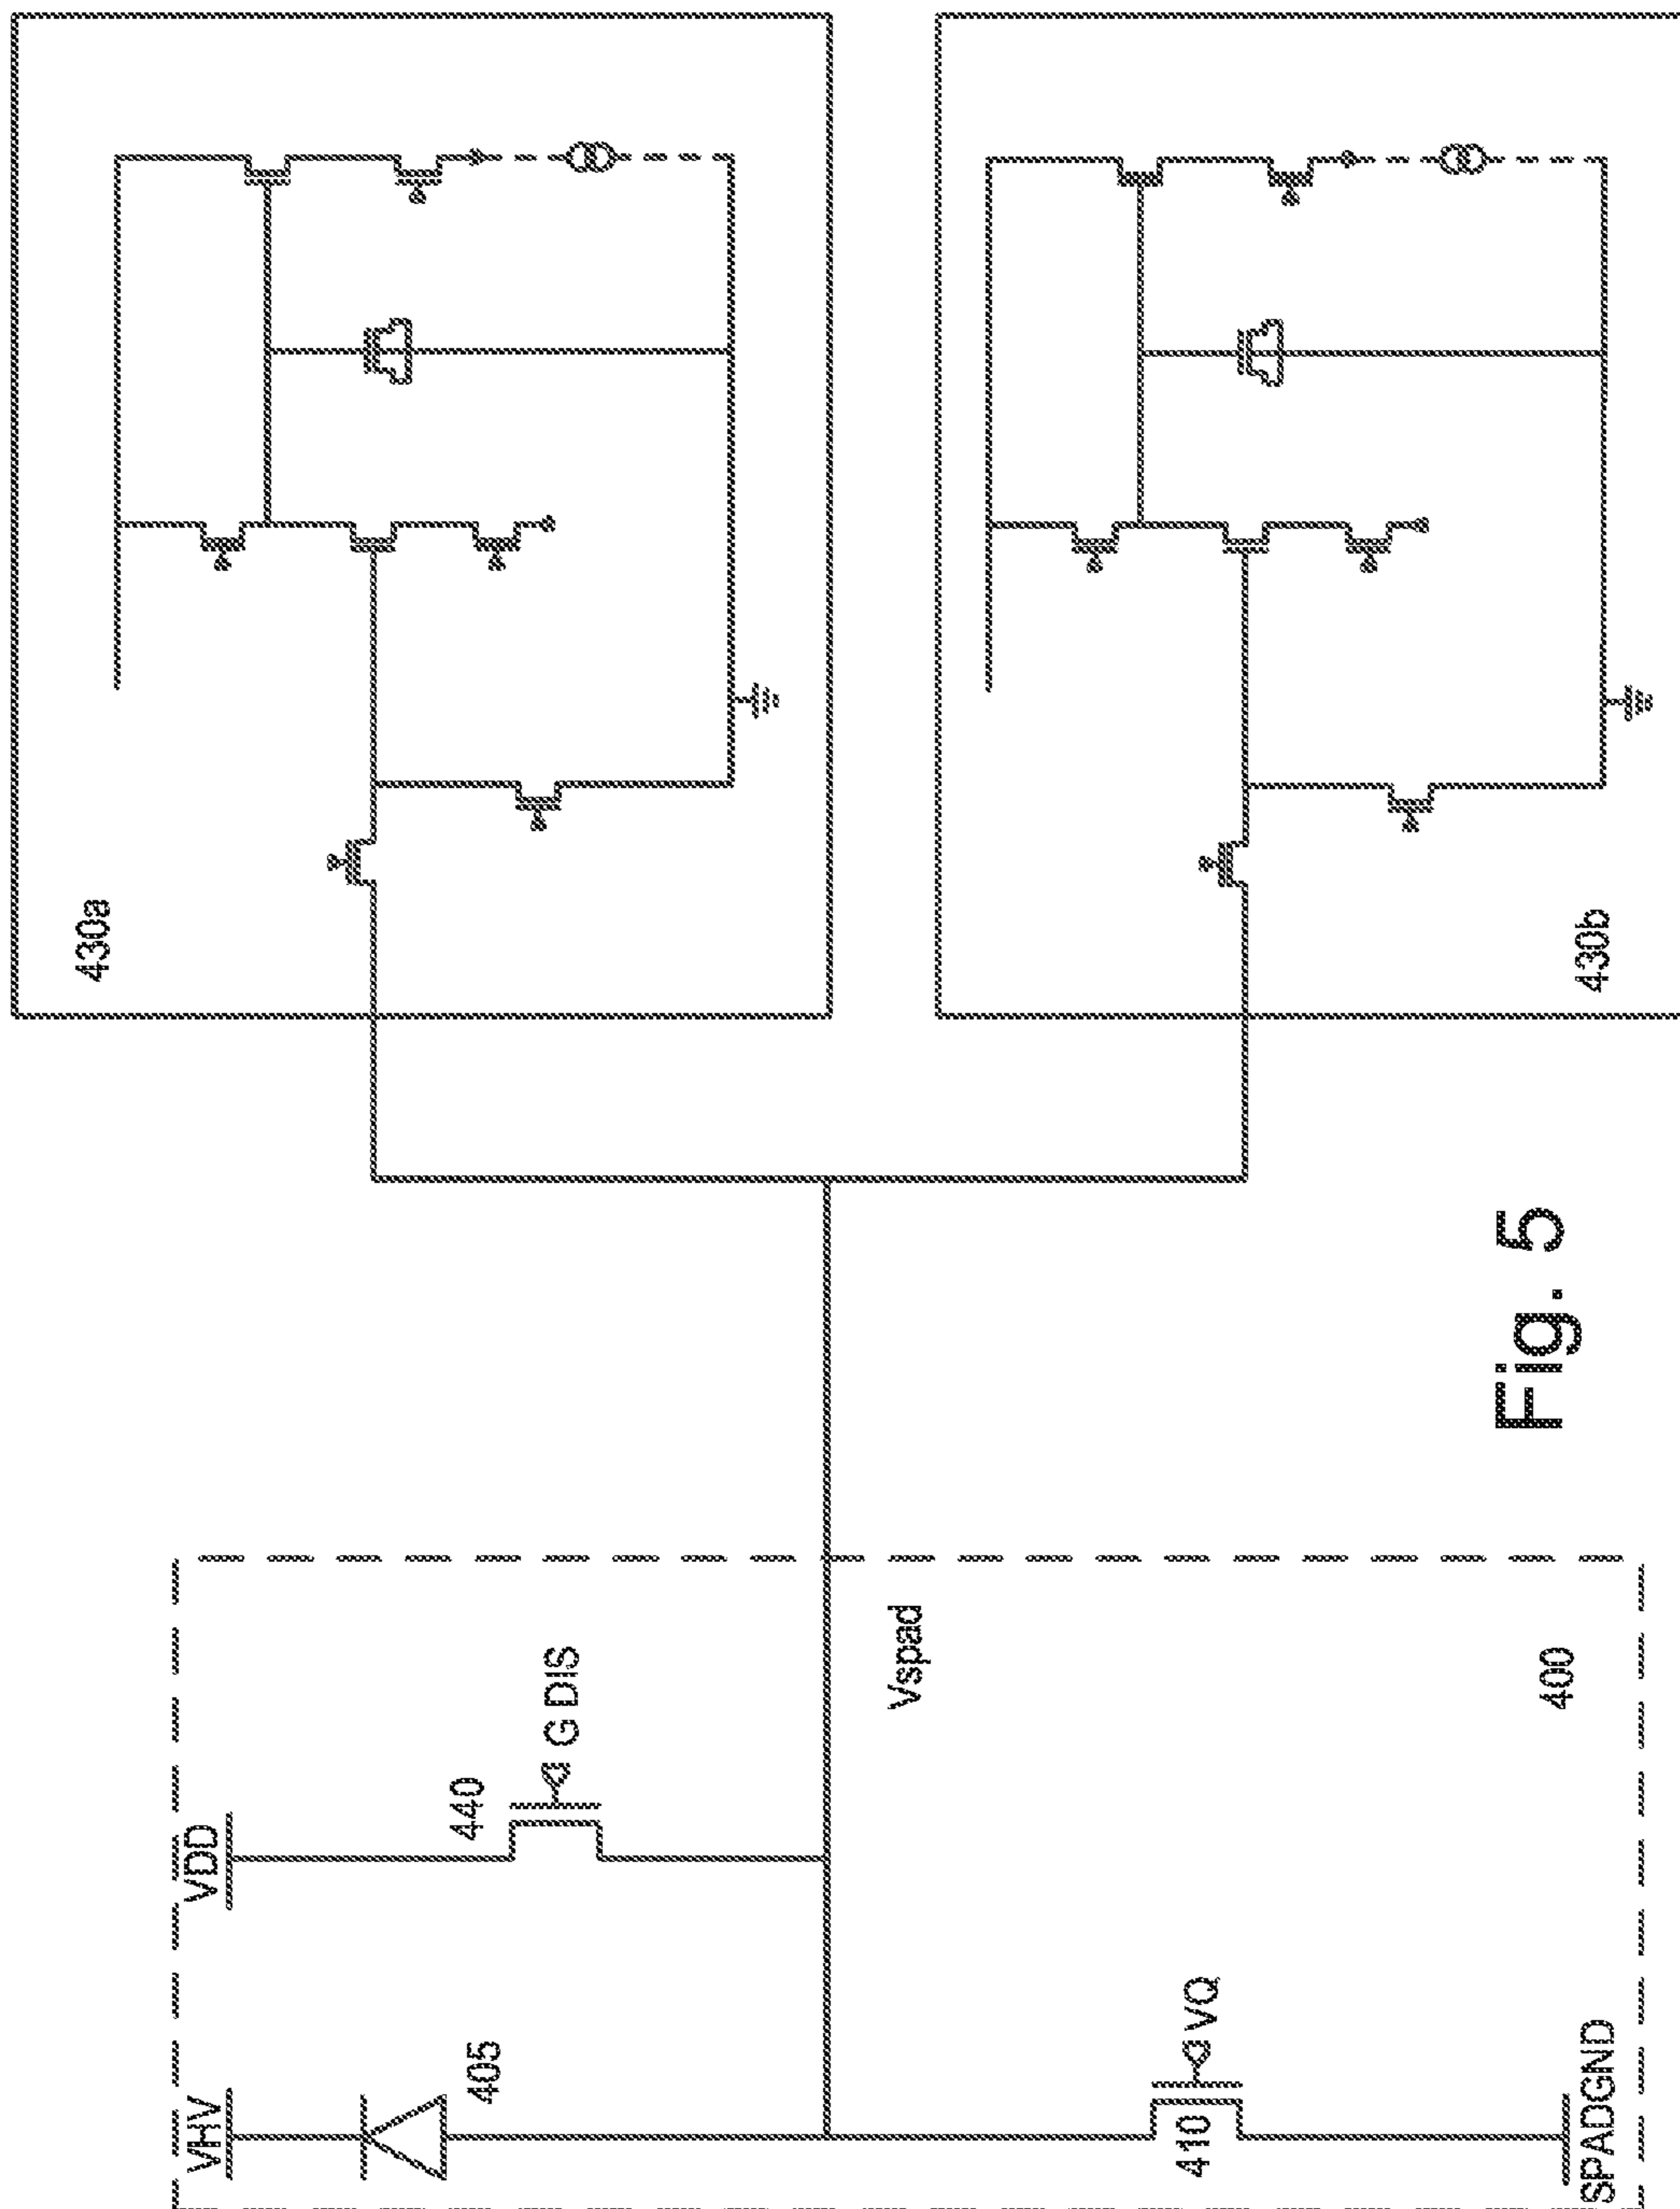 VHV
VDD
405
440
G DIS
Vspad
410
VQ
SPADGND
400
430a
430b
Fig. 5